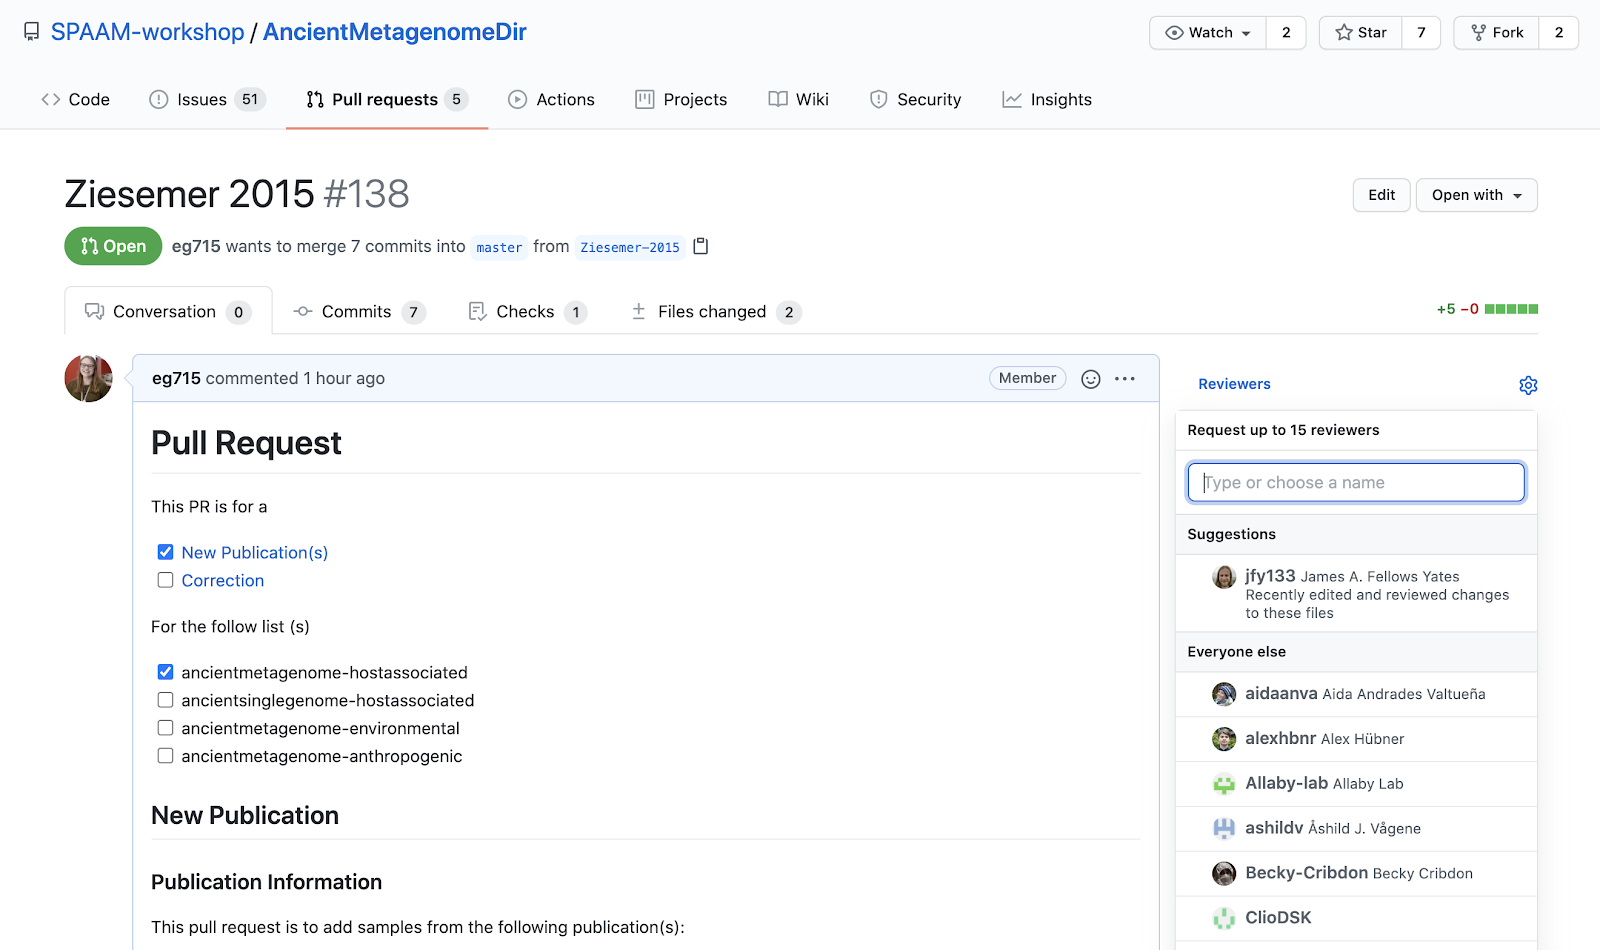 SPAAM-workshop / AncientMetagenomeDir
Watch 2
Star 7
Fork 2
Code
Issues 51
Pull requests 5
Actions
Projects
Wiki
Security
Insights
Ziesemer 2015 #138
Edit
Open with
Open
eg715 wants to merge 7 commits into master from Ziesemer-2015
Conversation 0
Commits 7
Checks 1
Files changed 2
+5 −0
eg715 commented 1 hour ago
Member
Pull Request
This PR is for a
New Publication(s)
Correction
For the follow list (s)
ancientmetagenome-hostassociated
ancientsinglegenome-hostassociated
ancientmetagenome-environmental
ancientmetagenome-anthropogenic
New Publication
Publication Information
This pull request is to add samples from the following publication(s):
Reviewers
Request up to 15 reviewers
Type or choose a name
Suggestions
jfy133 James A. Fellows Yates
Recently edited and reviewed changes
to these files
Everyone else
aidaanva Aida Andrades Valtueña
alexhbnr Alex Hübner
Allaby-lab Allaby Lab
ashildv Åshild J. Vågene
Becky-Cribdon Becky Cribdon
ClioDSK